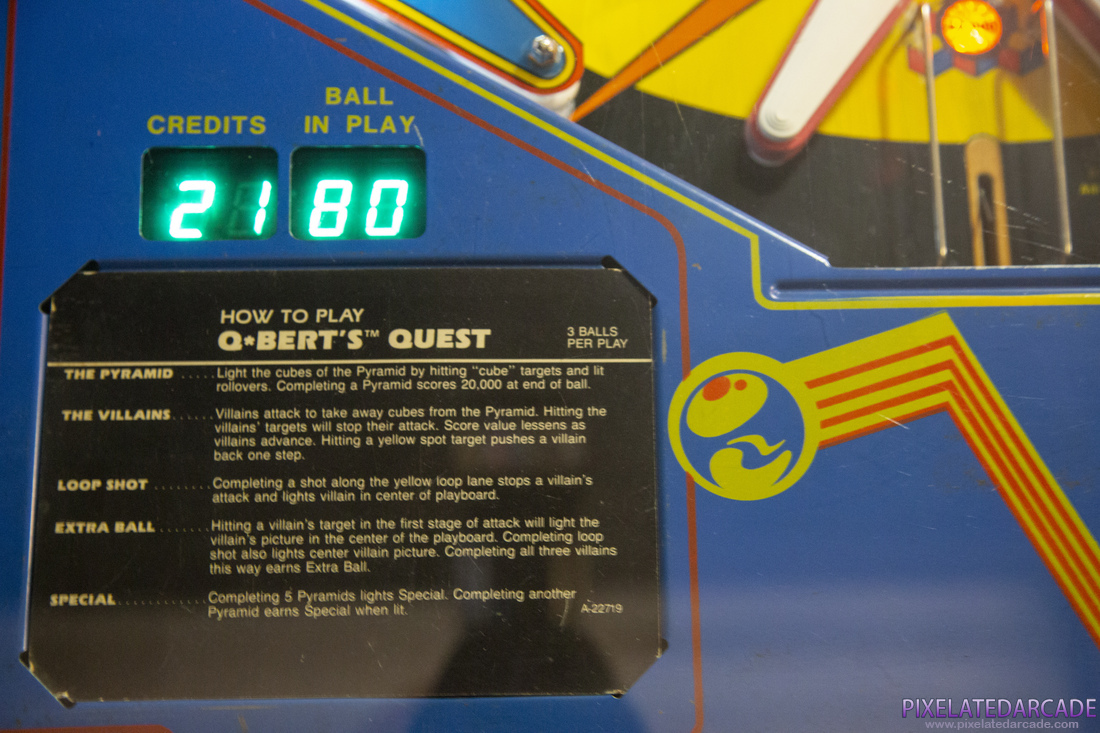 BALL
CREDITS IN PLAY
21 80
HOW TO PLAY
Q*BERT'S™ QUEST
3 BALLS
PER PLAY
THE PYRAMID ..... Light the cubes of the Pyramid by hitting "cube" targets and lit
rollovers. Completing a Pyramid scores 20,000 at end of ball.
THE VILLAINS ...... Villains attack to take away cubes from the Pyramid. Hitting the
villains' targets will stop their attack. Score value lessens as
villains advance. Hitting a yellow spot target pushes a villain
back one step.
LOOP SHOT ........ Completing a shot along the yellow loop lane stops a villain's
attack and lights villain in center of playboard.
EXTRA BALL ....... Hitting a villain's target in the first stage of attack will light the
villain's picture in the center of the playboard. Completing loop
shot also lights center villain picture. Completing all three villains
this way earns Extra Ball.
SPECIAL ............ Completing 5 Pyramids lights Special. Completing another
Pyramid earns Special when lit.
A-22719
PIXELATEDARCADE
www.pixelatedarcade.com